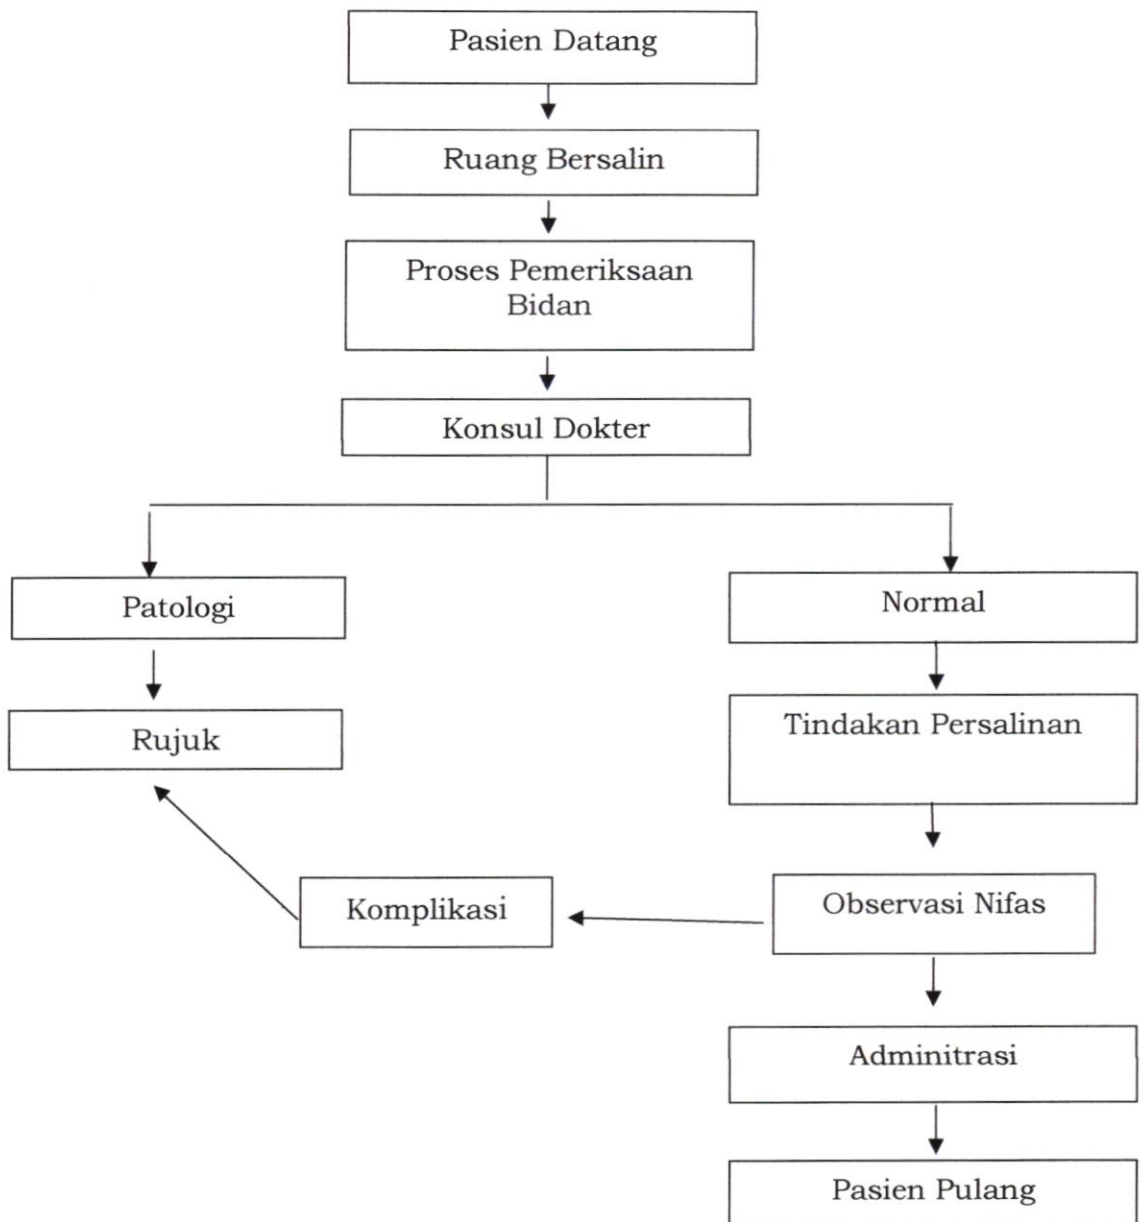 Pasien Datang
Ruang Bersalin
Proses Pemeriksaan
Bidan
Konsul Dokter
Patologi
Normal
Rujuk
Tindakan Persalinan
Komplikasi
Observasi Nifas
Adminitrasi
Pasien Pulang